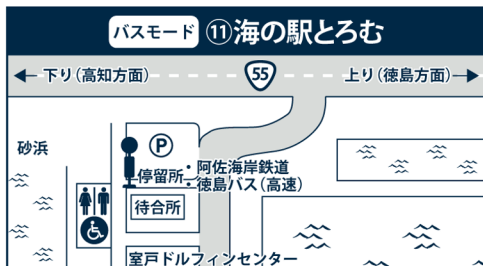 バスモード ⑪海の駅とろむ
下り(高知方面)
55
上り(徳島方面)
砂浜
P
停留所
・阿佐海岸鉄道
・徳島バス(高速)
待合所
室戸ドルフィンセンター